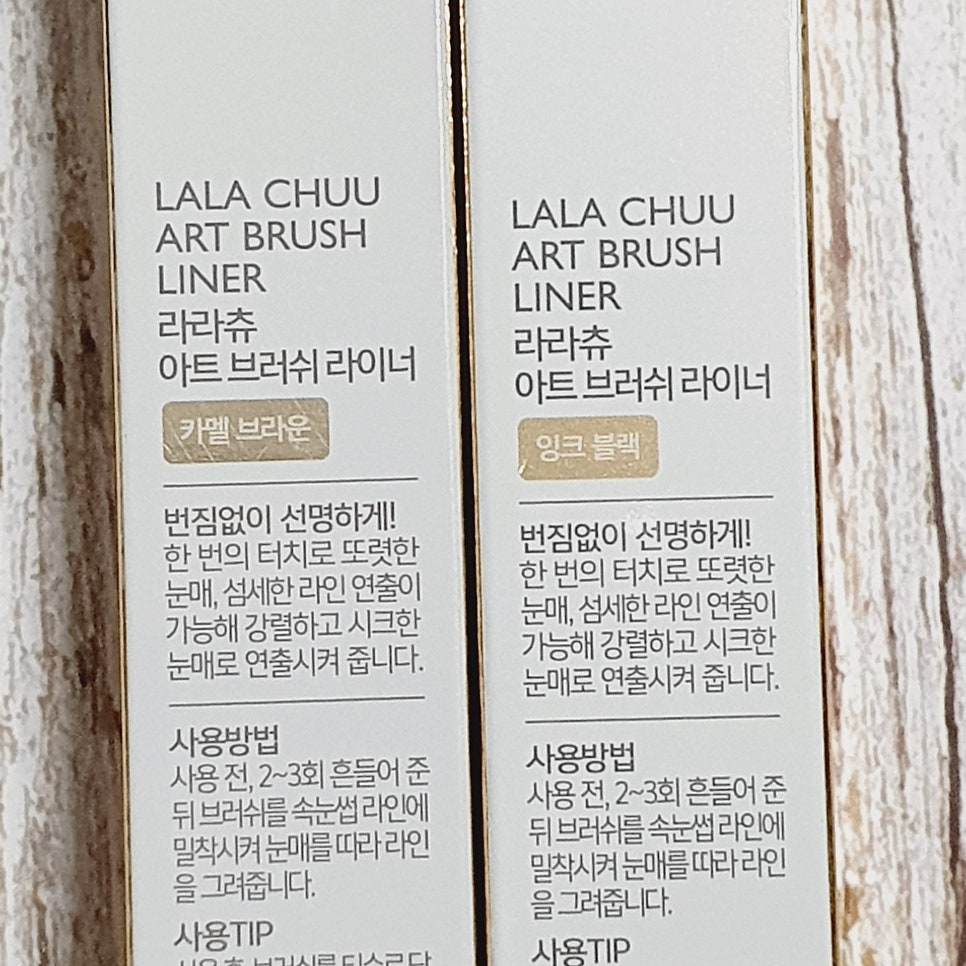 LALA CHUU
ART BRUSH
LINER
라라츄
아트 브러쉬 라이너
카멜 브라운
번짐없이 선명하게!
한 번의 터치로 또렷한
눈매, 섬세한 라인 연출이
가능해 강렬하고 시크한
눈매로 연출시켜 줍니다.
사용방법
사용 전, 2~3회 흔들어 준
뒤 브러쉬를 속눈썹 라인에
밀착시켜 눈매를 따라 라인
을 그려줍니다.
사용TIP
사용 후 브러쉬를 티슈로 닦
LALA CHUU
ART BRUSH
LINER
라라츄
아트 브러쉬 라이너
잉크 블랙
번짐없이 선명하게!
한 번의 터치로 또렷한
눈매, 섬세한 라인 연출이
가능해 강렬하고 시크한
눈매로 연출시켜 줍니다.
사용방법
사용 전, 2~3회 흔들어 준
뒤 브러쉬를 속눈썹 라인에
밀착시켜 눈매를 따라 라인
을 그려줍니다.
사용TIP